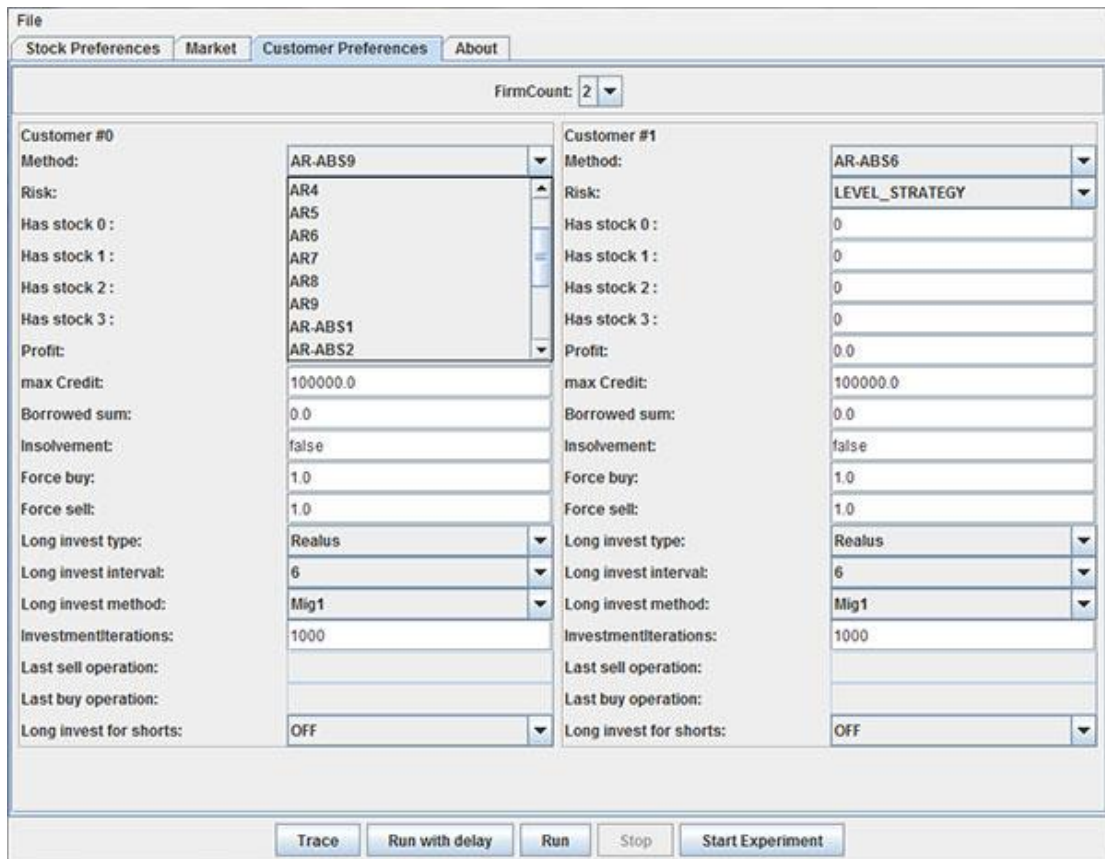 File
Stock Preferences Market Customer Preferences About
FirmCount: 2
Customer #0
Method: AR-ABS9
Risk:
AR4
AR5
AR6
AR7
AR8
AR9
AR-ABS1
AR-ABS2
Has stock 0 :
Has stock 1 :
Has stock 2 :
Has stock 3 :
Profit:
max Credit: 100000.0
Borrowed sum: 0.0
Insolvement: false
Force buy: 1.0
Force sell: 1.0
Long invest type: Realus
Long invest interval: 6
Long invest method: Mig1
InvestmentIterations: 1000
Last sell operation:
Last buy operation:
Long invest for shorts: OFF
Customer #1
Method: AR-ABS6
Risk: LEVEL_STRATEGY
Has stock 0 : 0
Has stock 1 : 0
Has stock 2 : 0
Has stock 3 : 0
Profit: 0.0
max Credit: 100000.0
Borrowed sum: 0.0
Insolvement: false
Force buy: 1.0
Force sell: 1.0
Long invest type: Realus
Long invest interval: 6
Long invest method: Mig1
InvestmentIterations: 1000
Last sell operation:
Last buy operation:
Long invest for shorts: OFF
Trace Run with delay Run Stop Start Experiment